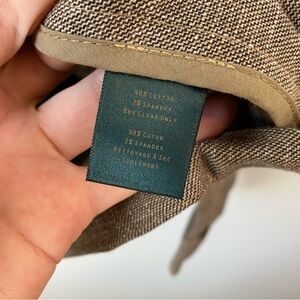 98% Cotton
2% Spandex
Dry Clean Only
98% Coton
2% Spandex
Nettoyage À Sec
Seulement